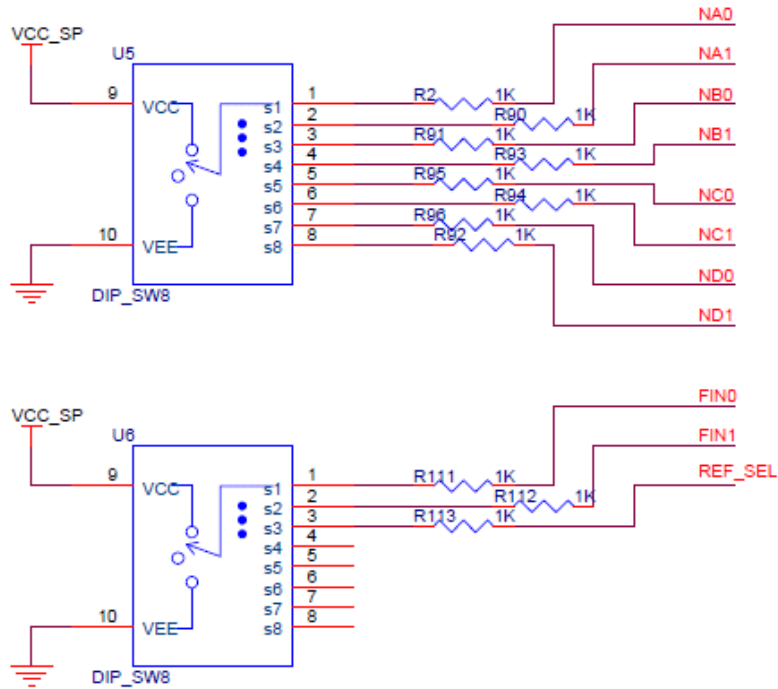 NA0
VCC_SP
U5
NA1
9
VCC
s1
1
R2
1K
NB0
s2
2
R90
1K
s3
3
R91
1K
NB1
s4
4
R93
1K
s5
5
R95
1K
NC0
s6
6
R94
1K
s7
7
R96
1K
NC1
10
VEE
s8
8
R92
1K
ND0
DIP_SW8
ND1
FIN0
VCC_SP
U6
FIN1
REF_SEL
9
VCC
s1
1
R111
1K
s2
2
R112
1K
s3
3
R113
1K
s4
4
s5
5
s6
6
s7
7
10
VEE
s8
8
DIP_SW8